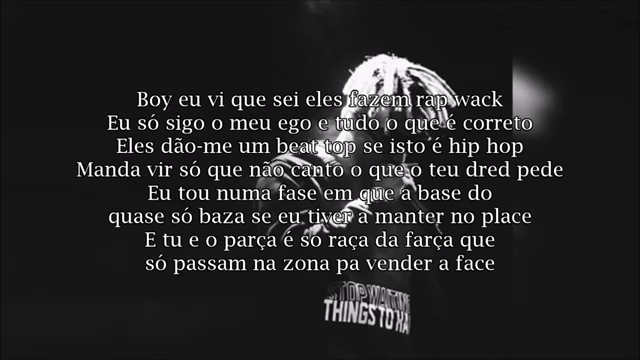 Boy eu vi que sei eles fazem rap wack
Eu só sigo o meu ego e tudo o que é correto
Eles dão-me um beat top se isto é hip hop
Manda vir só que não canto o que o teu dred pede
Eu tou numa fase em que a base do
quase só baza se eu tiver a manter no place
E tu e o parça é só raça da farça que
só passam na zona pa vender a face
STOP WAITING
THINGS TO HA